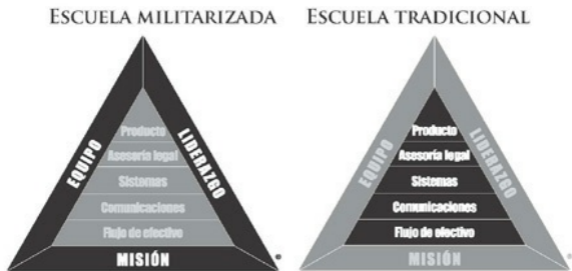 ESCUELA MILITARIZADA
EQUIPO
LIDERAZGO
Producto
Asesoría legal
Sistemas
Comunicaciones
Flujo de efectivo
MISIÓN
ESCUELA TRADICIONAL
EQUIPO
LIDERAZGO
Producto
Asesoría legal
Sistemas
Comunicaciones
Flujo de efectivo
MISIÓN